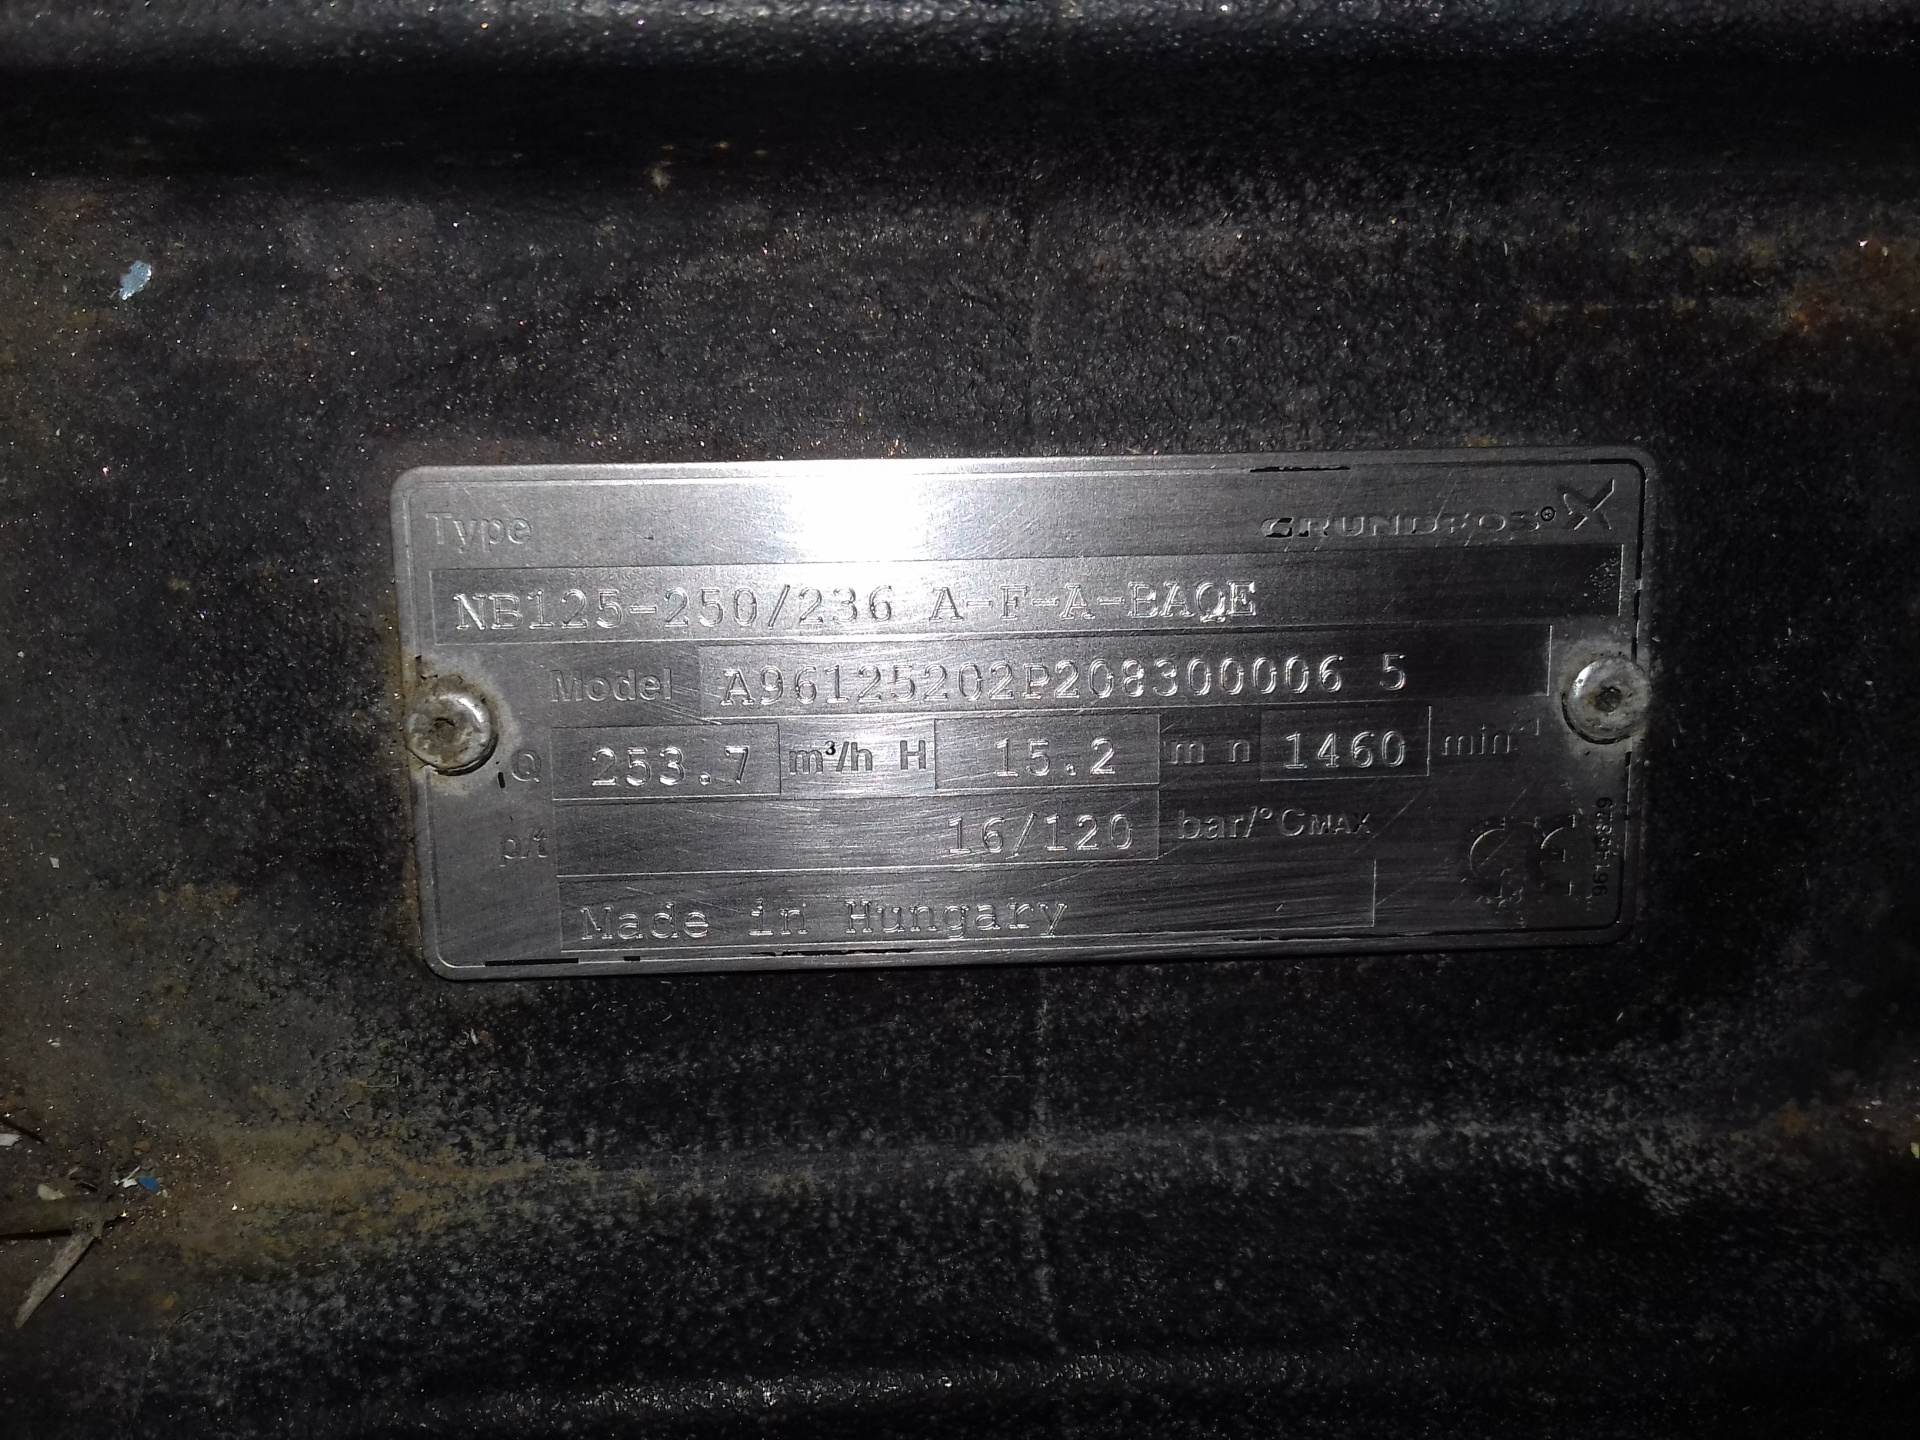 Type GRUNDFOS®
NB125-250/236 A-F-A-BAQE
Model A96125202P208300006 5
Q 253.7 m³/h H 15.2 m n 1460 min⁻¹
p/t 16/120 bar/°CMAX
Made in Hungary